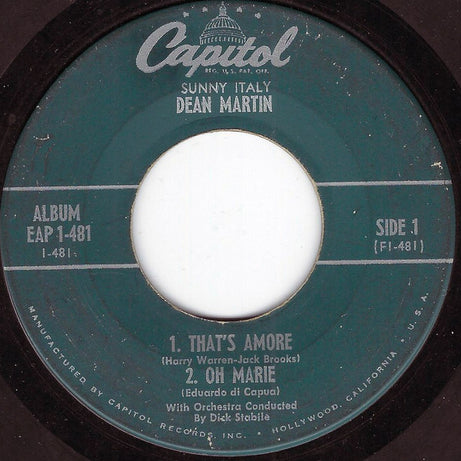 Capitol
REG. U.S. PAT. OFF.
SUNNY ITALY
DEAN MARTIN
ALBUM
EAP 1-481
1-481
SIDE 1
(F1-481)
1. THAT'S AMORE
(Harry Warren-Jack Brooks)
2. OH MARIE
(Eduardo di Capua)
With Orchestra Conducted
By Dick Stabile
MANUFACTURED BY CAPITOL RECORDS, INC. • HOLLYWOOD, CALIFORNIA • U.S.A.